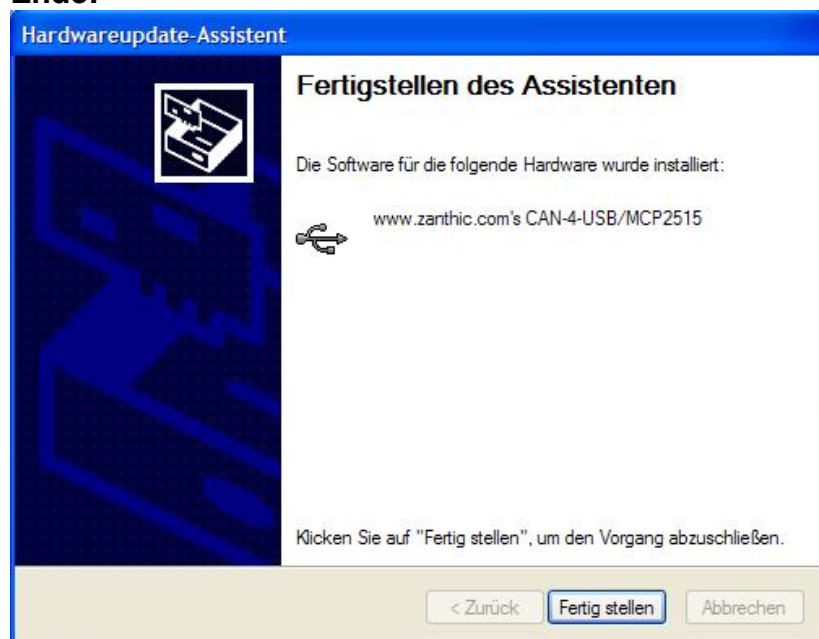 Ende.
Hardwareupdate-Assistent
Fertigstellen des Assistenten
Die Software für die folgende Hardware wurde installiert:
www.zanthic.com's CAN-4-USB/MCP2515
Klicken Sie auf "Fertig stellen", um den Vorgang abzuschließen.
< Zurück
Fertig stellen
Abbrechen